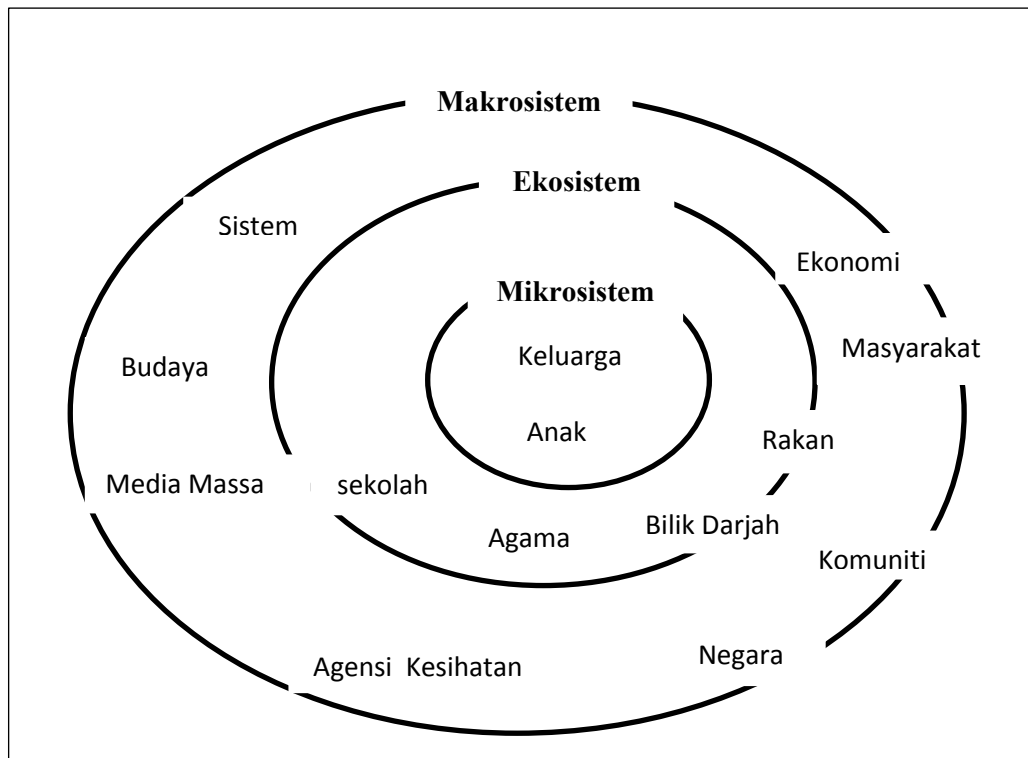 Makrosistem
Ekosistem
Sistem
Ekonomi
Mikrosistem
Masyarakat
Keluarga
Budaya
Anak
Rakan
Media Massa
sekolah
Bilik Darjah
Agama
Komuniti
Negara
Agensi Kesihatan